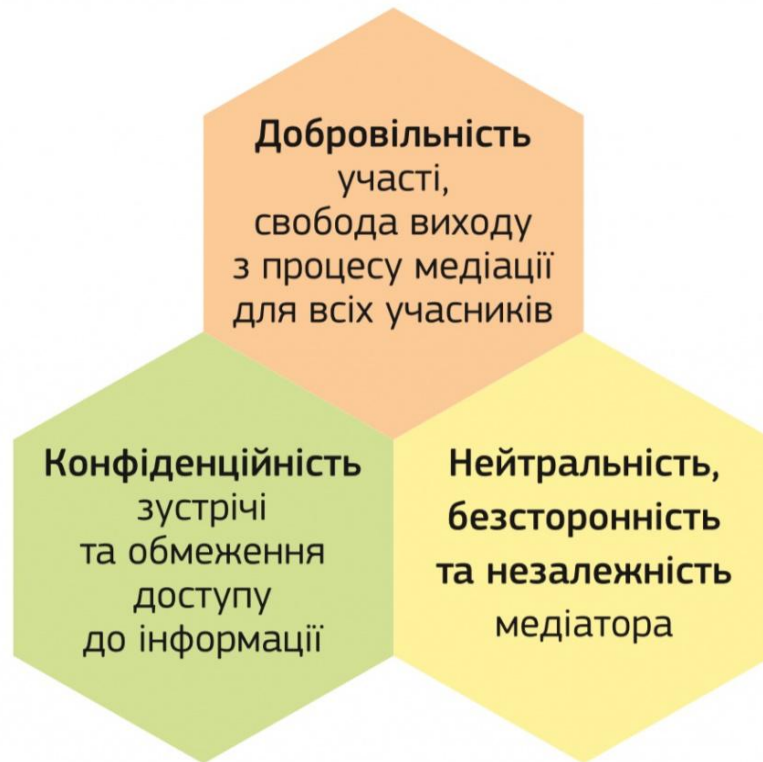 Добровільність
участі,
свобода виходу
з процесу медіації
для всіх учасників
Конфіденційність
зустрічі
та обмеження
доступу
до інформації
Нейтральність,
безсторонність
та незалежність
медіатора